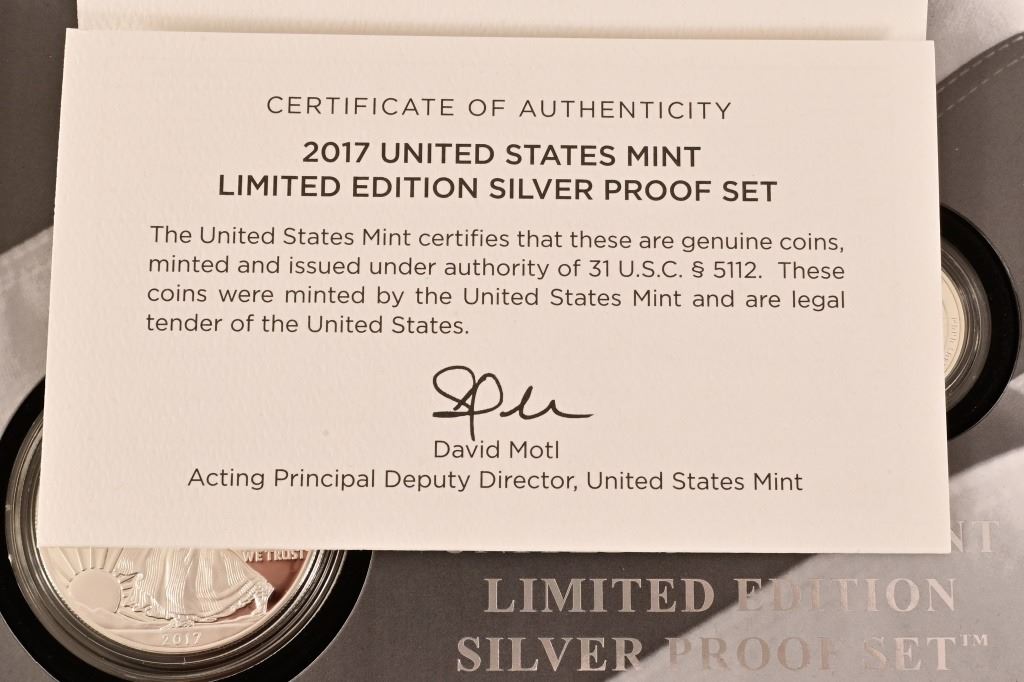 CERTIFICATE OF AUTHENTICITY
2017 UNITED STATES MINT
LIMITED EDITION SILVER PROOF SET
The United States Mint certifies that these are genuine coins,
minted and issued under authority of 31 U.S.C. § 5112. These
coins were minted by the United States Mint and are legal
tender of the United States.
David Motl
Acting Principal Deputy Director, United States Mint
WE TRUST
2017
LIMITED EDITION
SILVER PROOF SET™